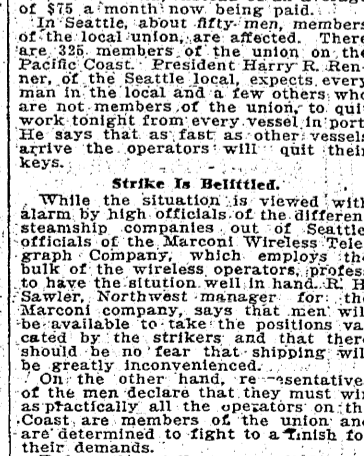 of $75 a month now being paid.
In Seattle, about fifty men, members
of the local union, are affected. There
are 325 members of the union on the
Pacific Coast. President Harry R. Ren-
ner, of the Seattle local, expects every
man in the local and a few others who
are not members of the union, to quit
work tonight from every vessel in port.
He says that as fast as other vessels
arrive the operators will quit their
keys.
Strike Is Belittled.
While the situation is viewed with
alarm by high officials of the differen
steamship companies out of Seattle
officials of the Marconi Wireless Tele
graph Company, which employs the
bulk of the wireless operators, profes
to have the sitution well in hand. R. H
Sawler, Northwest manager for the
Marconi company, says that men will
be available to take the positions va
cated by the strikers and that there
should be no fear that shipping will
be greatly inconvenienced.
On the other hand, re esentative
of the men declare that they must win
as practically all the operators on the
Coast are members of the union and
are determined to fight to a finish fo
their demands.